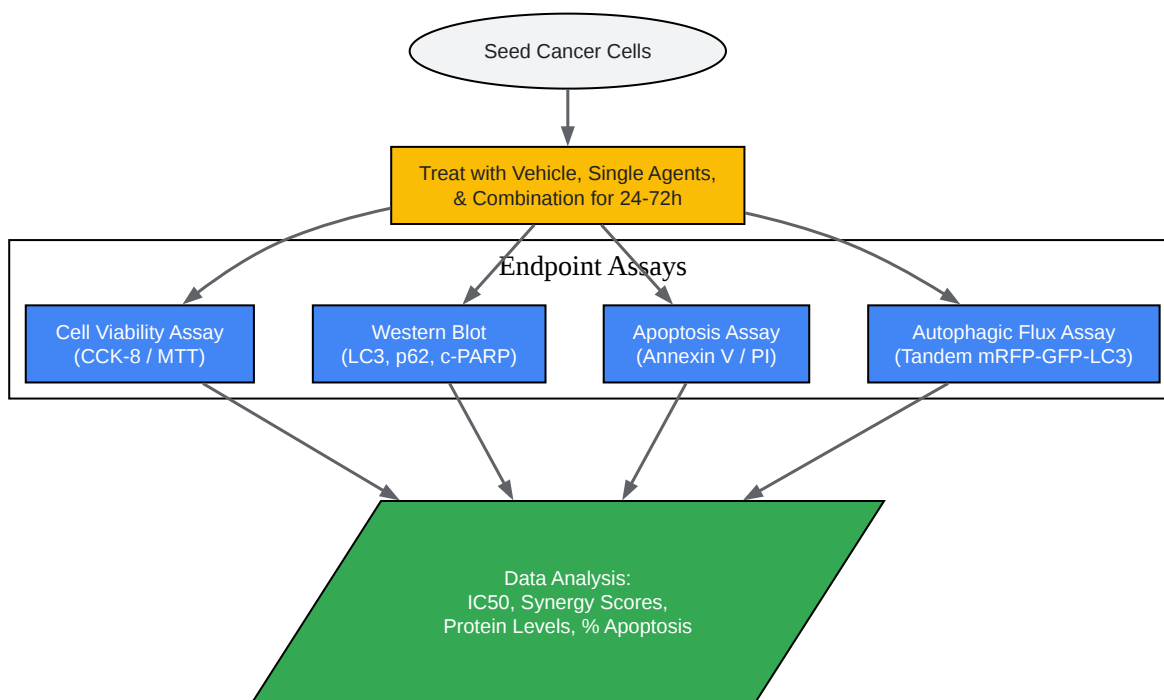 Seed Cancer Cells
Treat with Vehicle, Single Agents,
& Combination for 24-72h
Endpoint Assays
Cell Viability Assay
(CCK-8 / MTT)
Western Blot
(LC3, p62, c-PARP)
Apoptosis Assay
(Annexin V / PI)
Autophagic Flux Assay
(Tandem mRFP-GFP-LC3)
Data Analysis:
IC50, Synergy Scores,
Protein Levels, % Apoptosis